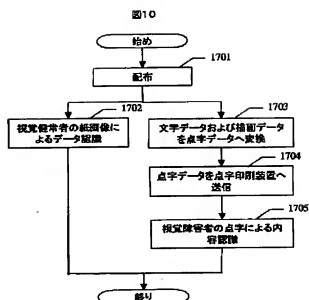 図10
始め
1701
配布
1702
視覚健常者の紙画像に
よるデータ認識
1703
文字データおよび描画データ
を点字データへ変換
1704
点字データを点字印刷装置へ
送信
1705
視覚障害者の点字による内
容認識
終り